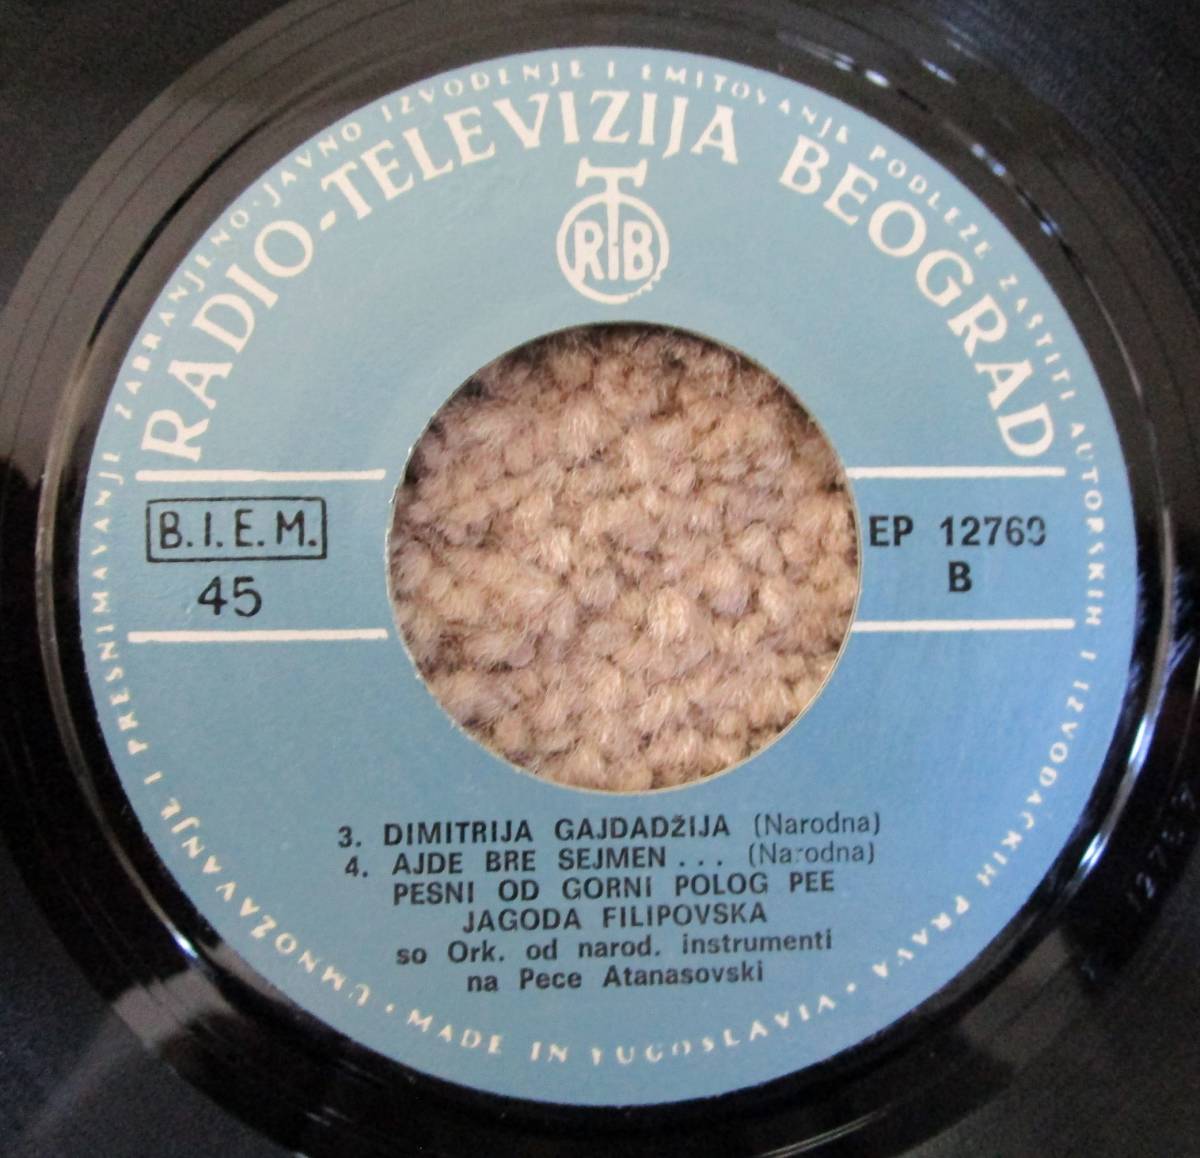 UMNOŽAVANJE I PRESNIMAVANJE ZABRANJENO · JAVNO IZVOĐENJE I EMITOVANJE PODLEŽE ZAŠTITI AUTORSKIH I IZVOĐAČKIH PRAVA ·
RADIO-TELEVIZIJA BEOGRAD
RTB
B.I.E.M.
45
EP 12769
B
3. DIMITRIJA GAJDADŽIJA (Narodna)
4. AJDE BRE SEJMEN... (Narodna)
PESNI OD GORNI POLOG PEE
JAGODA FILIPOVSKA
so Ork. od narod. instrumenti
na Pece Atanasovski
MADE IN YUGOSLAVIA ·